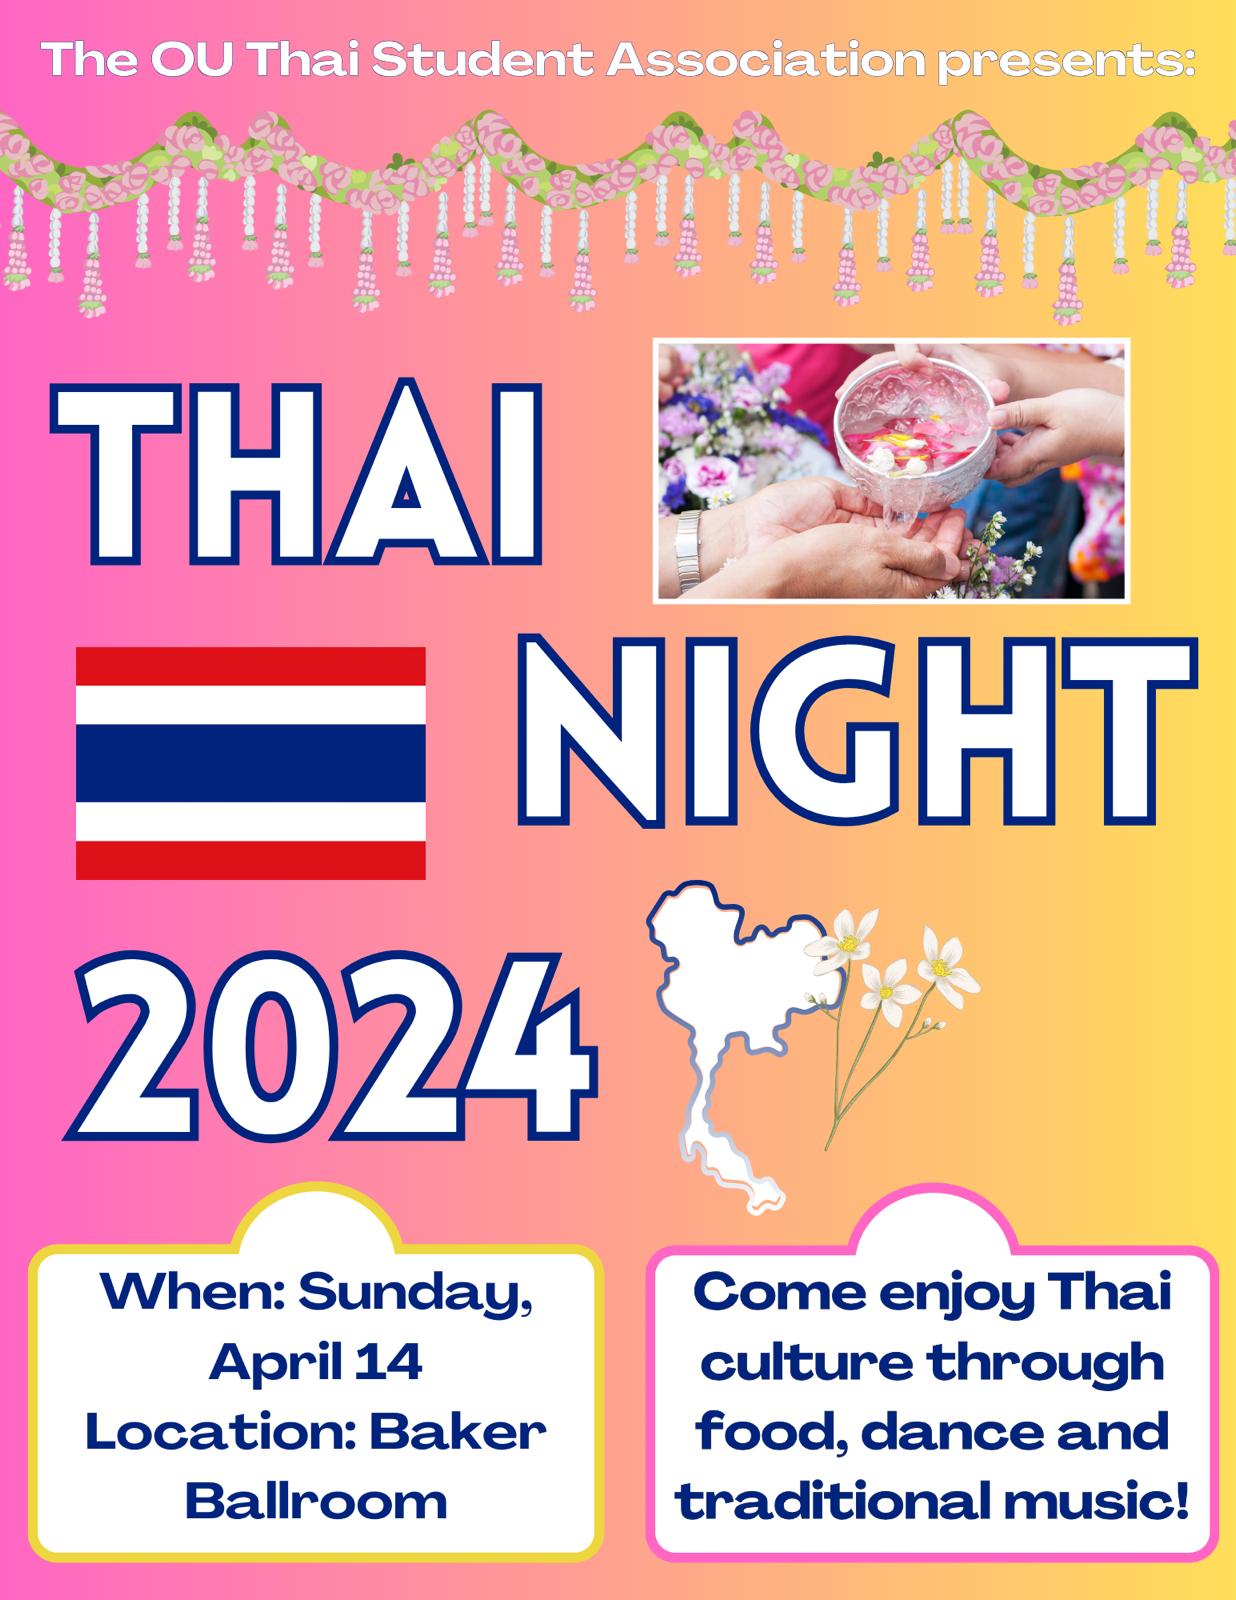 The OU Thai Student Association presents:
THAI
NIGHT
2024
When: Sunday,
April 14
Location: Baker
Ballroom
Come enjoy Thai
culture through
food, dance and
traditional music!